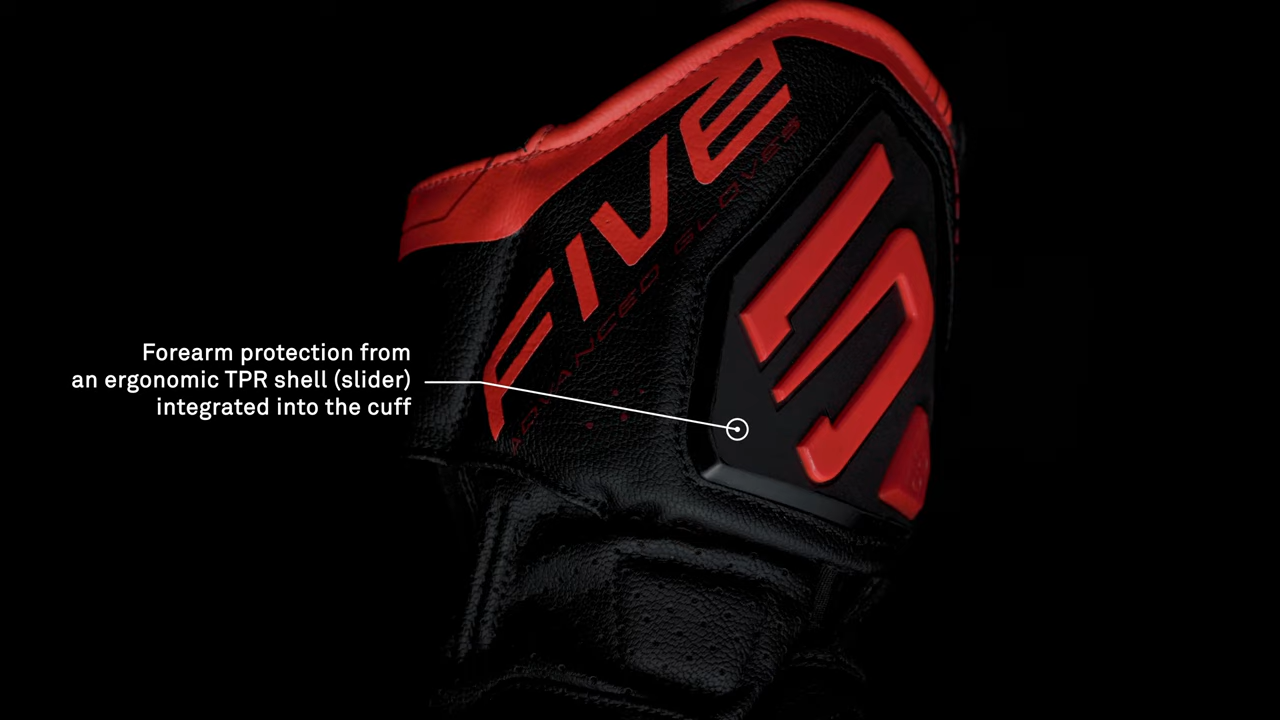 FIVE
ADVANCED GLOVES
Forearm protection from
an ergonomic TPR shell (slider)
integrated into the cuff